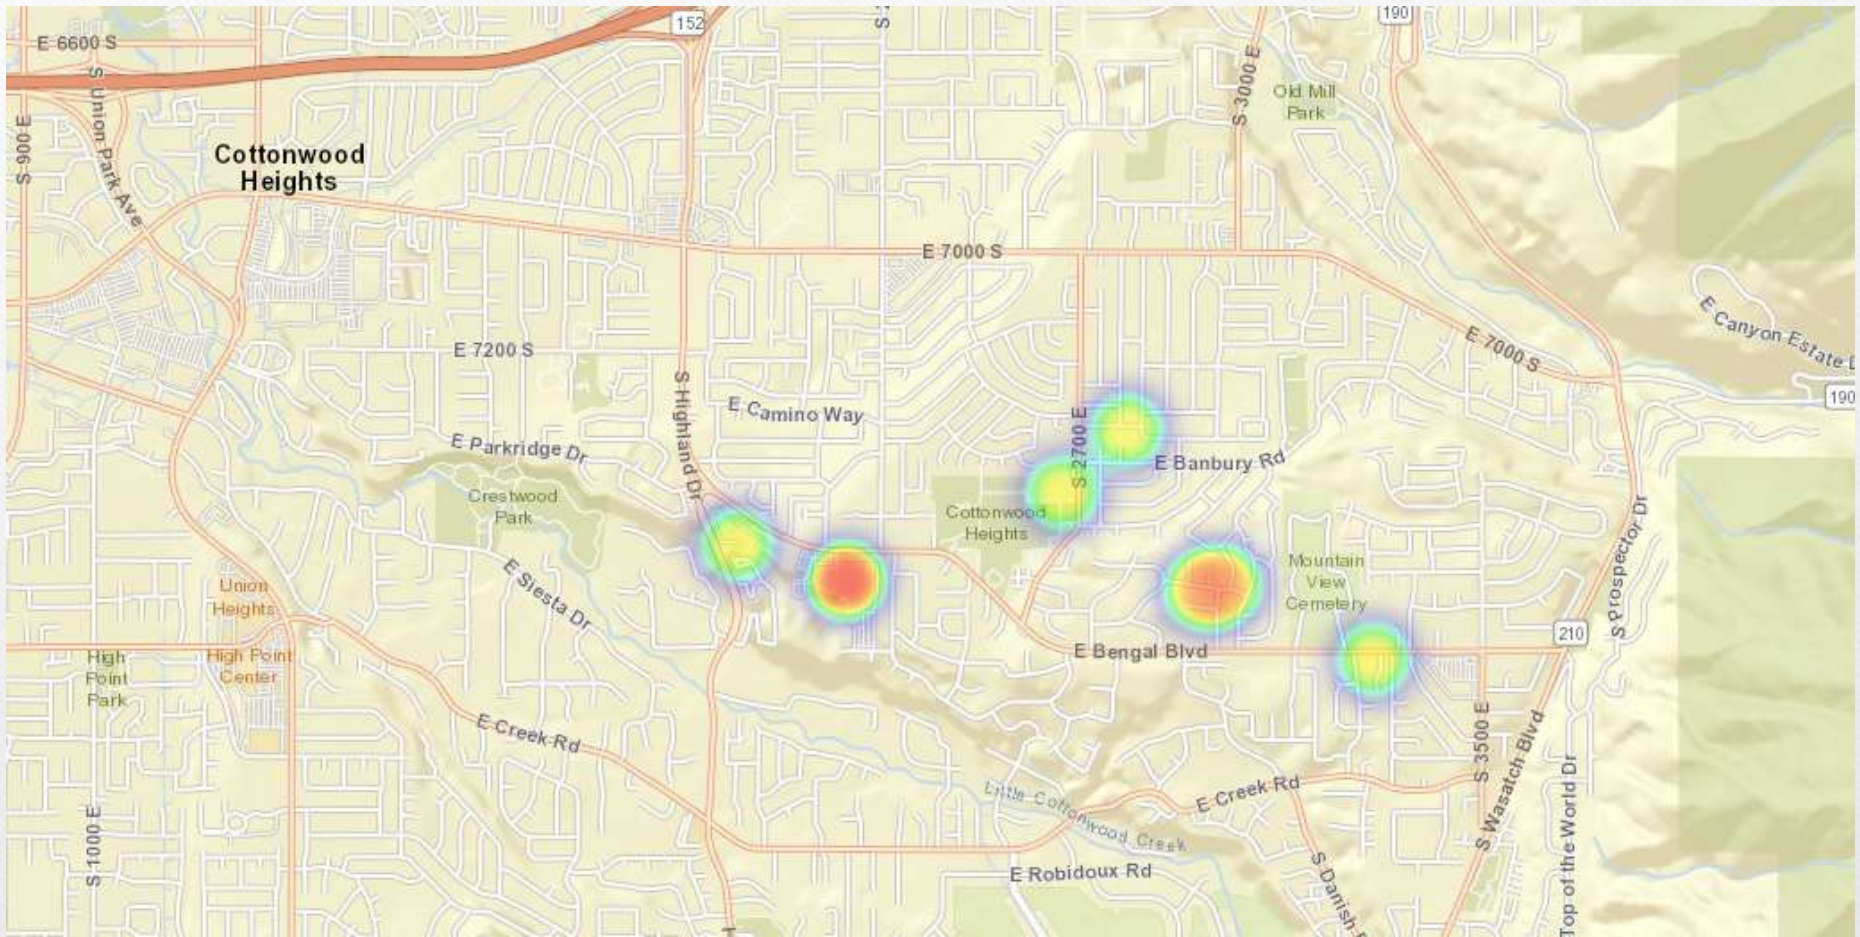 152
190
E 6600 S
S Union Park Ave
S 900 E
S 3000 E
Old Mill
Park
Cottonwood
Heights
E 7000 S
E Canyon Estate
E 7000 S
190
E 7200 S
S Highland Dr
E Camino Way
S 2700 E
E Parkridge Dr
E Banbury Rd
Crestwood
Park
Cottonwood
Heights
S Prospector Dr
E Siesta Dr
Mountain
View
Cemetery
Union
Heights
210
High
Point
Park
High Point
Center
E Bengal Blvd
E Creek Rd
S 3500 E
S Wasatch Blvd
E Creek Rd
Little Cottonwood Creek
S 1000 E
Top of the World Dr
E Robidoux Rd
S Danish